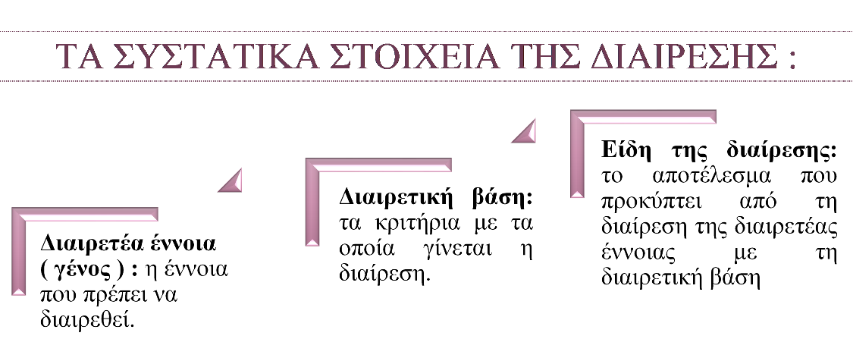 ΤΑ ΣΥΣΤΑΤΙΚΑ ΣΤΟΙΧΕΙΑ ΤΗΣ ΔΙΑΙΡΕΣΗΣ :
Διαιρετέα έννοια
( γένος ) : η έννοια
που πρέπει να
διαιρεθεί.
Διαιρετική βάση:
τα κριτήρια με τα
οποία γίνεται η
διαίρεση.
Είδη της διαίρεσης:
το αποτέλεσμα που
προκύπτει από τη
διαίρεση της διαιρετέας
έννοιας με τη
διαιρετική βάση